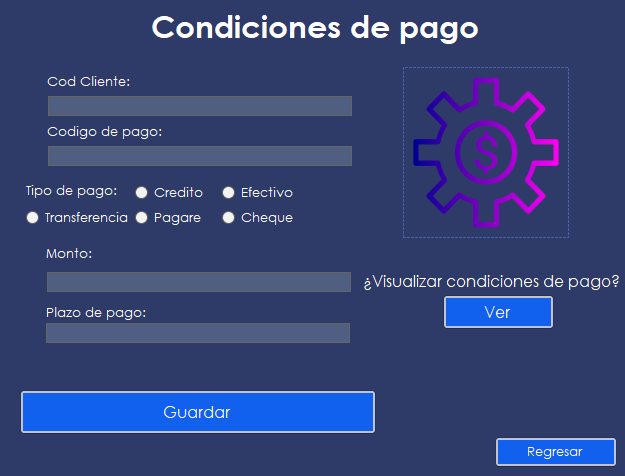 Condiciones de pago
Cod Cliente:
Codigo de pago:
Tipo de pago: Credito Efectivo
Transferencia Pagare Cheque
Monto:
¿Visualizar condiciones de pago?
Ver
Plazo de pago:
Guardar
Regresar
$